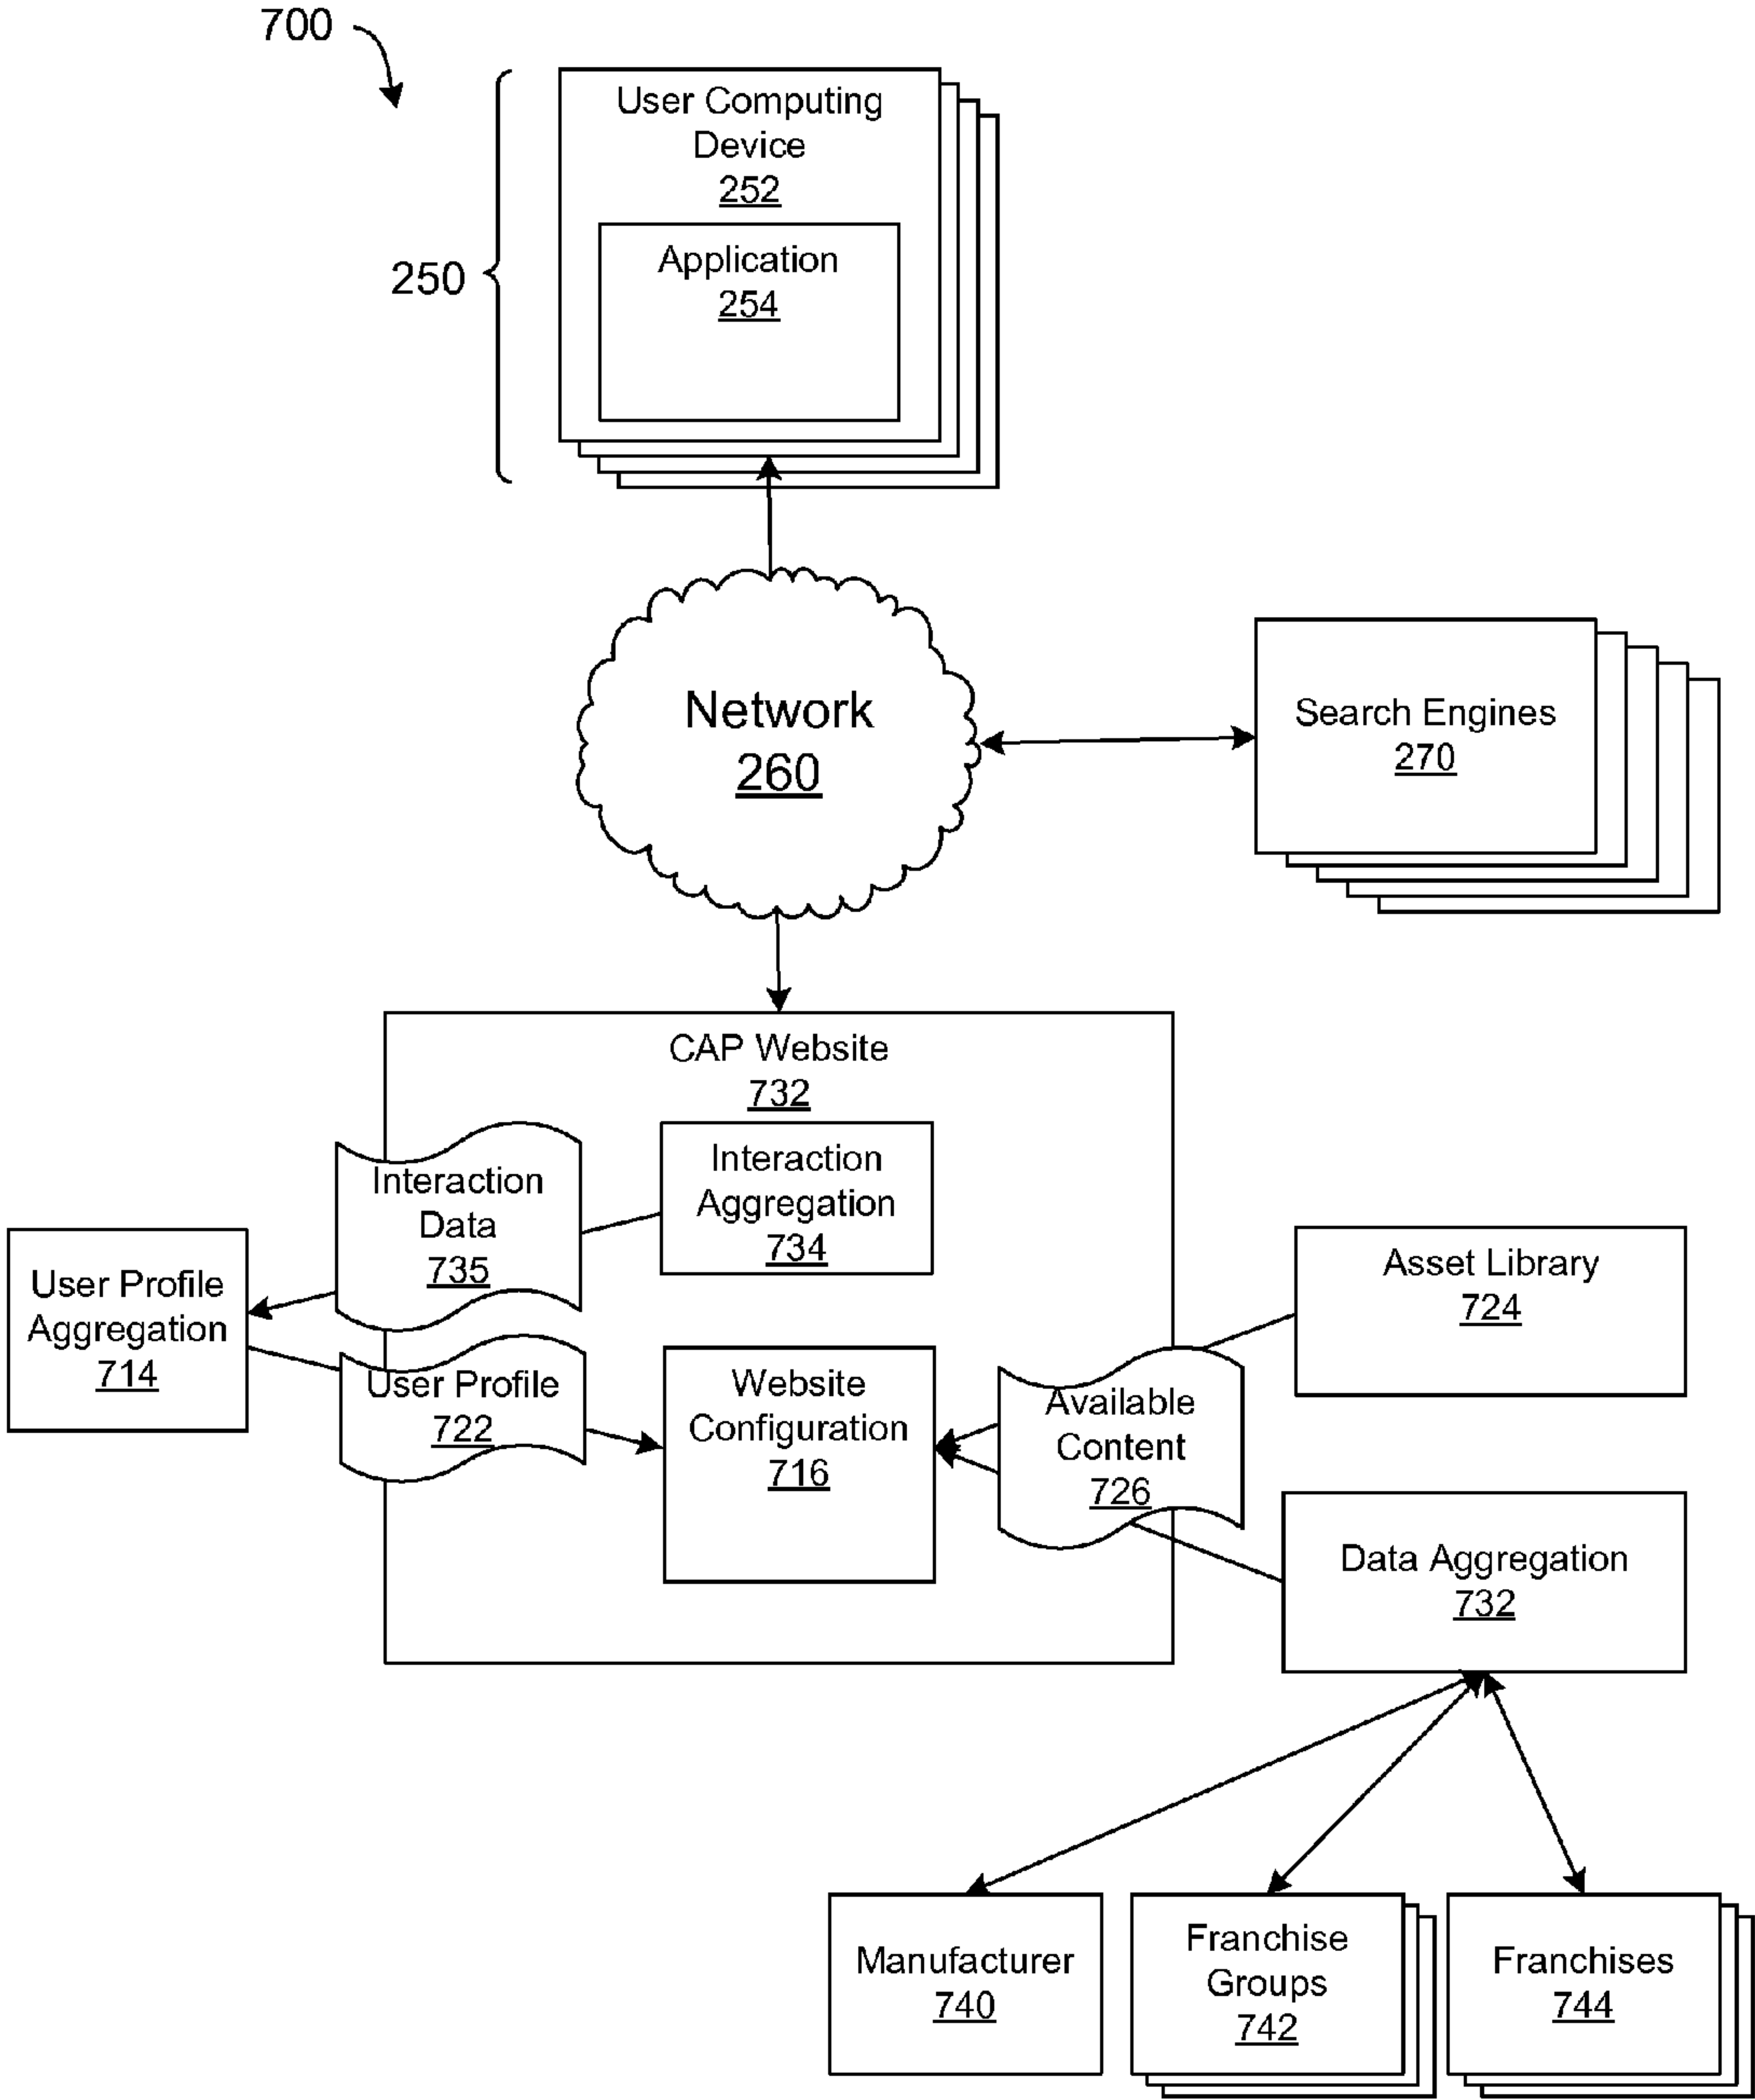 700
User Computing
Device
252
250
Application
254
Network
260
Search Engines
270
CAP Website
732
Interaction
Data
735
Interaction
Aggregation
734
User Profile
Aggregation
714
Asset Library
724
User Profile
722
Website
Configuration
716
Available
Content
726
Data Aggregation
732
Manufacturer
740
Franchise
Groups
742
Franchises
744